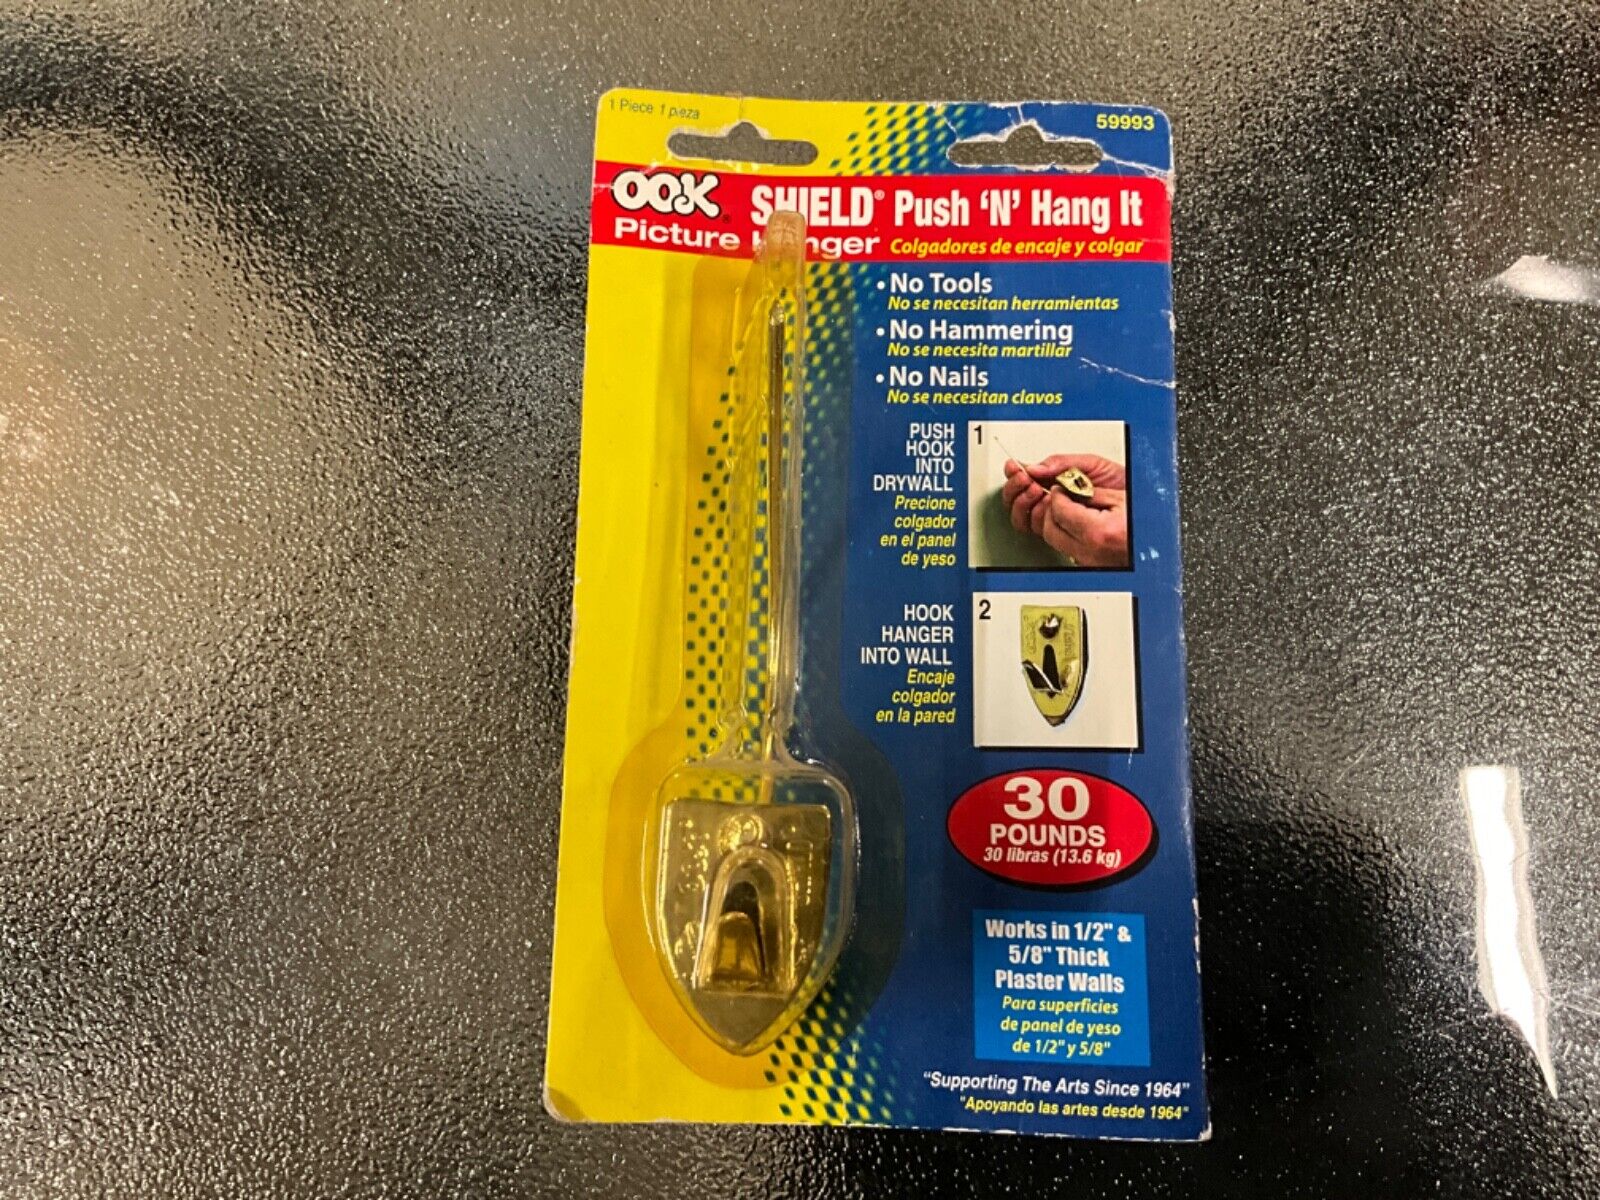 1 Piece 1 pieza
59993
OOK® SHIELD® Push 'N' Hang It
Picture Hanger Colgadores de encaje y colgar
• No Tools
No se necesitan herramientas
• No Hammering
No se necesita martillar
• No Nails
No se necesitan clavos
PUSH
HOOK
INTO
DRYWALL
Precione
colgador
en el panel
de yeso
1
HOOK
HANGER
INTO WALL
Encaje
colgador
en la pared
2
30
POUNDS
30 libras (13.6 kg)
Works in 1/2" &
5/8" Thick
Plaster Walls
Para superficies
de panel de yeso
de 1/2" y 5/8"
"Supporting The Arts Since 1964"
"Apoyando las artes desde 1964"